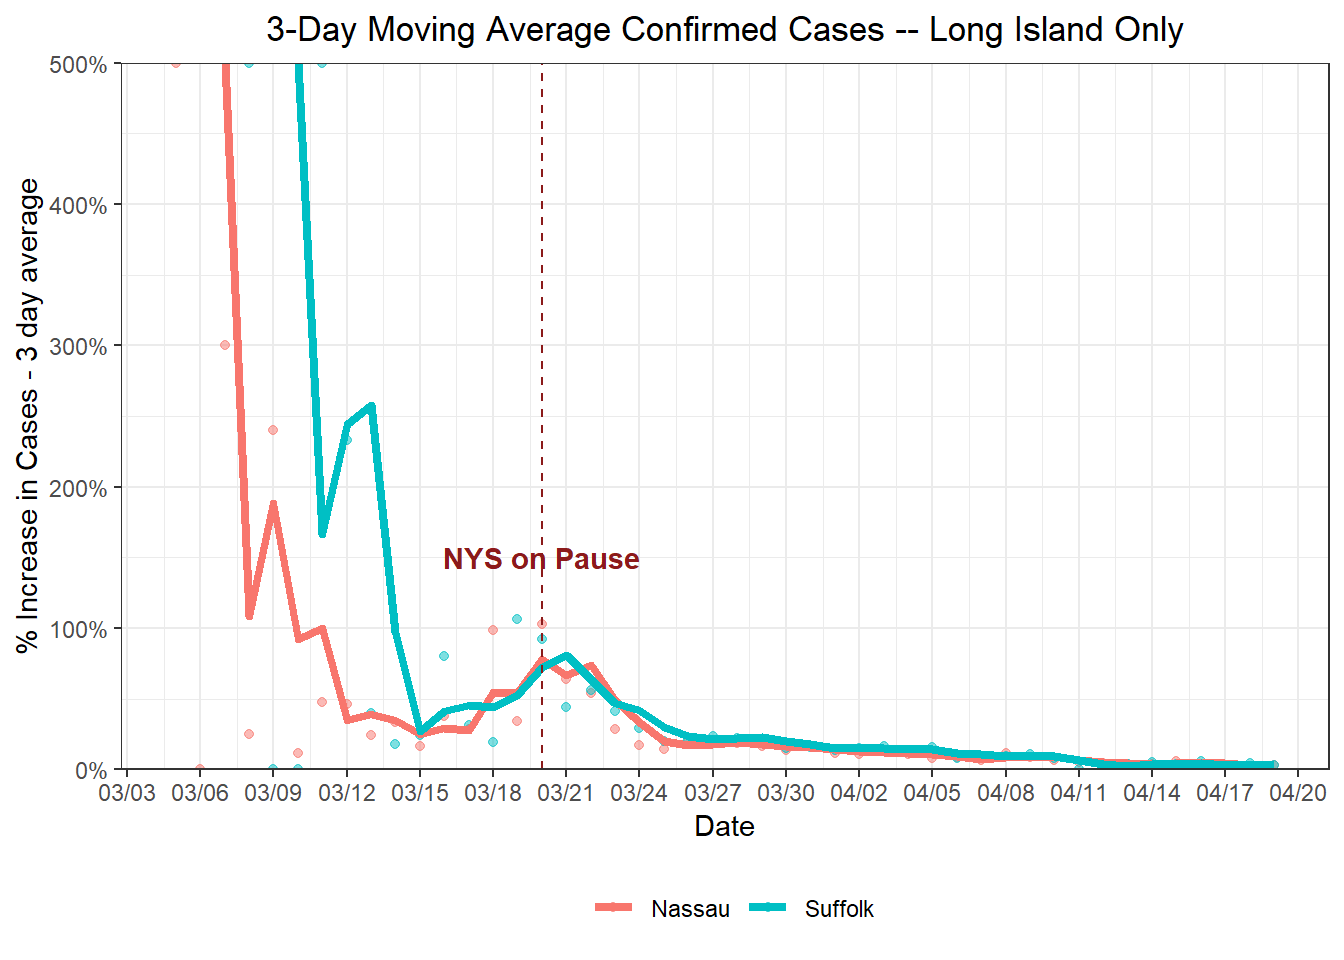 3-Day Moving Average Confirmed Cases -- Long Island Only
% Increase in Cases - 3 day average
500%
400%
300%
200%
100%
0%
NYS on Pause
03/03 03/06 03/09 03/12 03/15 03/18 03/21 03/24 03/27 03/30 04/02 04/05 04/08 04/11 04/14 04/17 04/20
Date
Nassau Suffolk